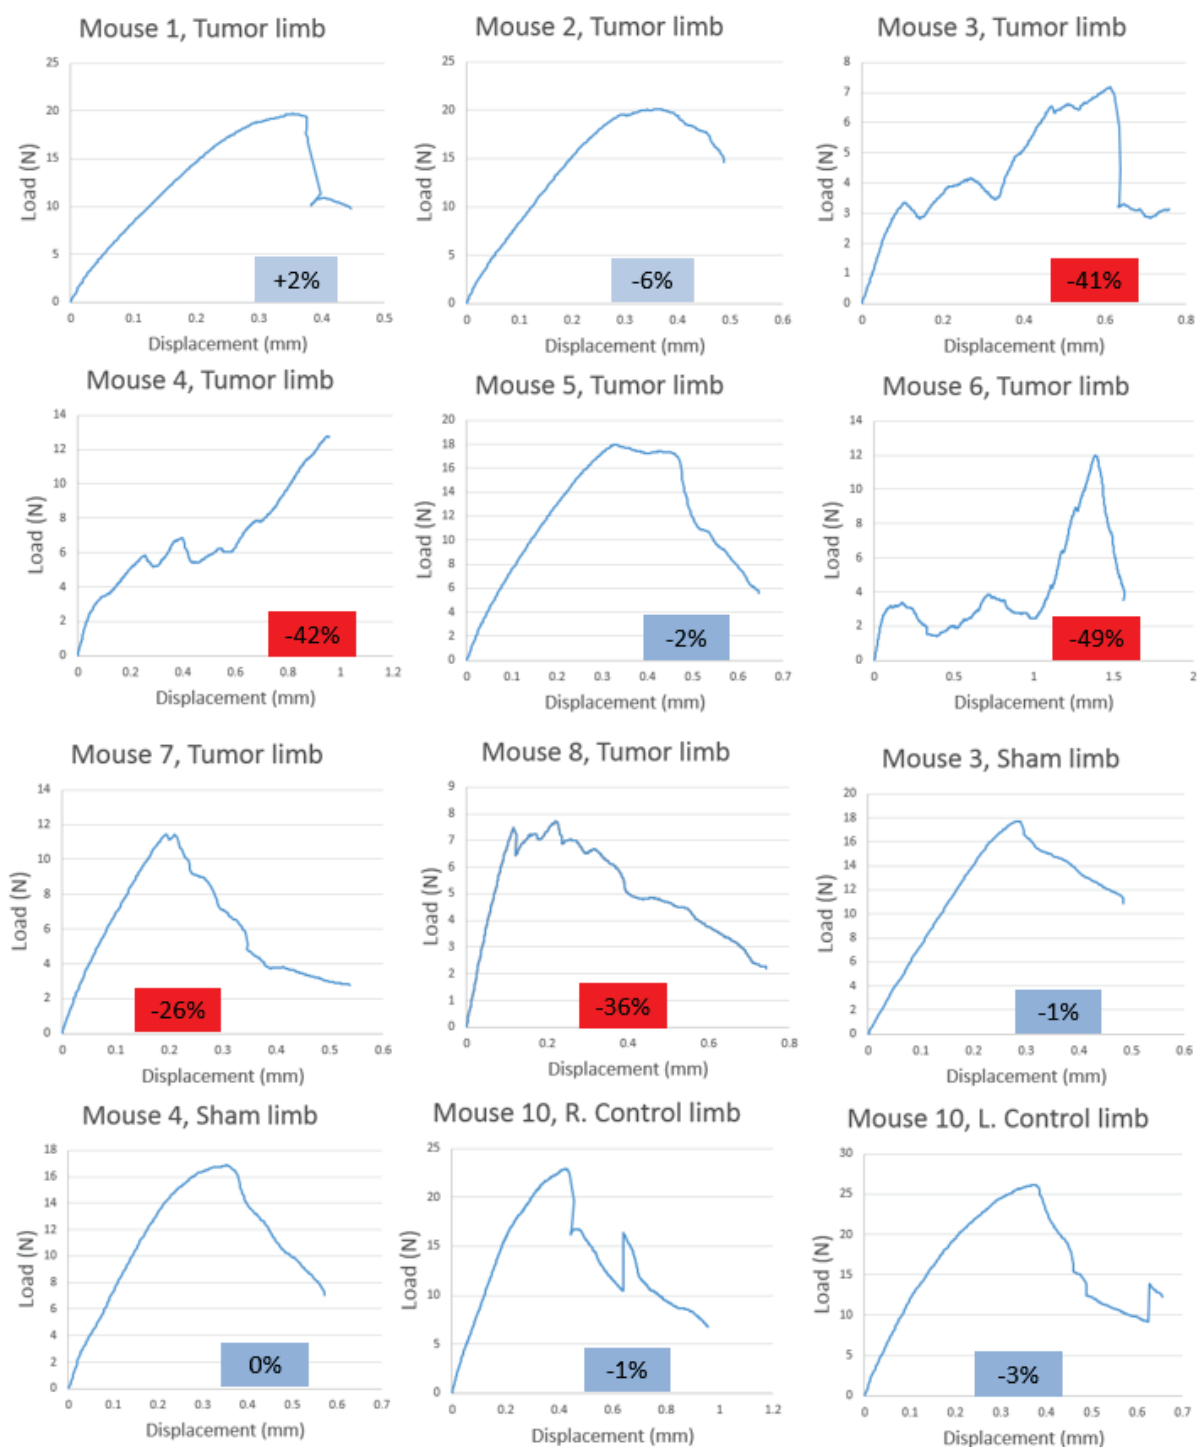 Mouse 1, Tumor limb
25
20
15
10
5
0
Load (N)
+2%
0 0.1 0.2 0.3 0.4 0.5
Displacement (mm)
Mouse 2, Tumor limb
25
20
15
10
5
0
Load (N)
-6%
0 0.1 0.2 0.3 0.4 0.5 0.6
Displacement (mm)
Mouse 3, Tumor limb
8
7
6
5
4
3
2
1
0
Load (N)
-41%
0 0.2 0.4 0.6 0.8
Displacement (mm)
Mouse 4, Tumor limb
14
12
10
8
6
4
2
0
Load (N)
-42%
0 0.2 0.4 0.6 0.8 1 1.2
Displacement (mm)
Mouse 5, Tumor limb
20
18
16
14
12
10
8
6
4
2
0
Load (N)
-2%
0 0.1 0.2 0.3 0.4 0.5 0.6 0.7
Displacement (mm)
Mouse 6, Tumor limb
14
12
10
8
6
4
2
0
Load (N)
-49%
0 0.5 1 1.5 2
Displacement (mm)
Mouse 7, Tumor limb
14
12
10
8
6
4
2
0
Load (N)
-26%
0 0.1 0.2 0.3 0.4 0.5 0.6
Displacement (mm)
Mouse 8, Tumor limb
9
8
7
6
5
4
3
2
1
0
Load (N)
-36%
0 0.2 0.4 0.6 0.8
Displacement (mm)
Mouse 3, Sham limb
20
18
16
14
12
10
8
6
4
2
0
Load (N)
-1%
0 0.1 0.2 0.3 0.4 0.5 0.6
Displacement (mm)
Mouse 4, Sham limb
18
16
14
12
10
8
6
4
2
0
Load (N)
0%
0 0.1 0.2 0.3 0.4 0.5 0.6 0.7
Displacement (mm)
Mouse 10, R. Control limb
25
20
15
10
5
0
Load (N)
-1%
0 0.2 0.4 0.6 0.8 1 1.2
Displacement (mm)
Mouse 10, L. Control limb
30
25
20
15
10
5
0
Load (N)
-3%
0 0.1 0.2 0.3 0.4 0.5 0.6 0.7
Displacement (mm)